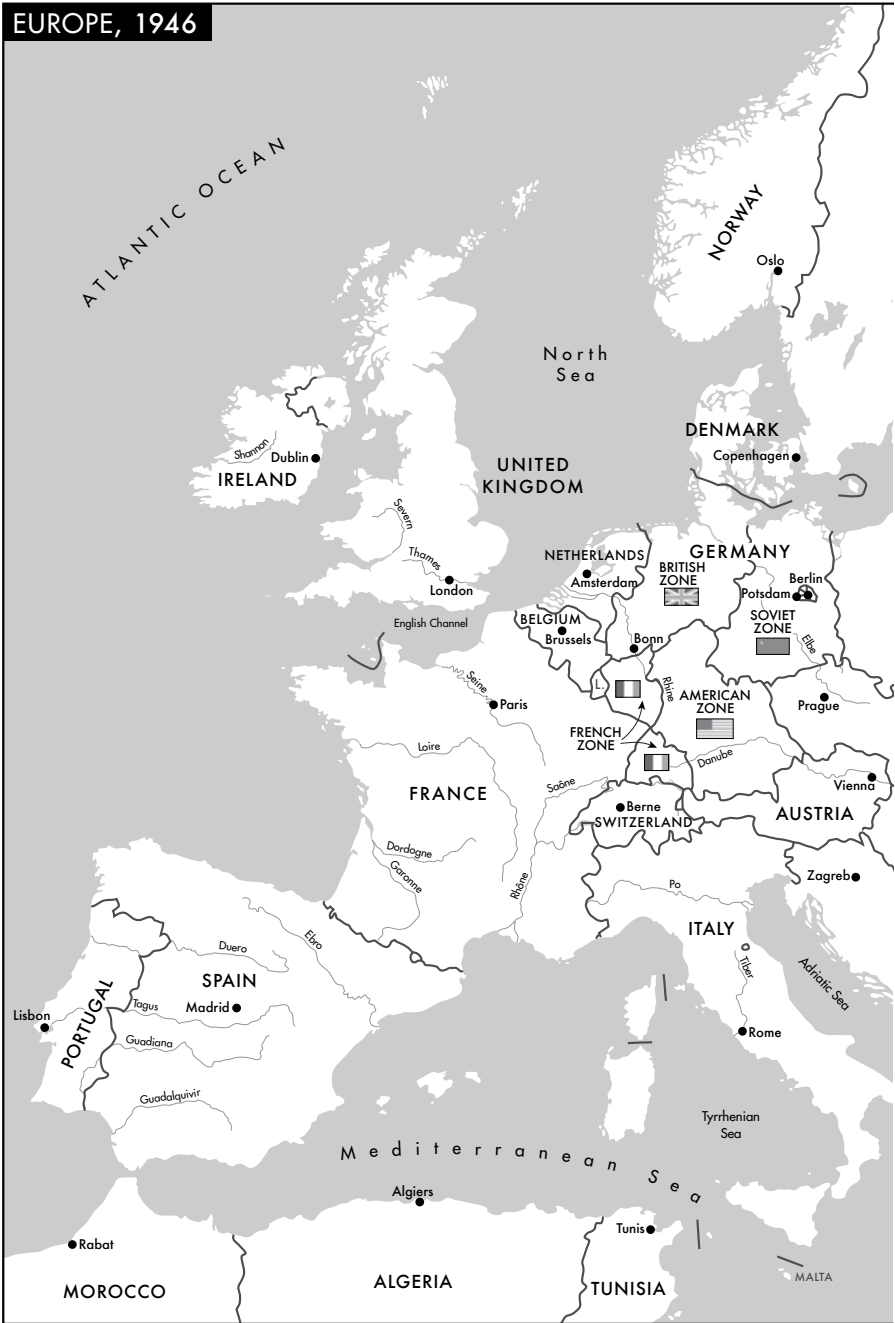 EUROPE, 1946
ATLANTIC OCEAN
NORWAY
Oslo
North
Sea
DENMARK
Copenhagen
Shannon
Dublin
IRELAND
UNITED
KINGDOM
Severn
Thames
London
NETHERLANDS
Amsterdam
GERMANY
BRITISH
ZONE
Berlin
Potsdam
SOVIET
ZONE
Elbe
English Channel
BELGIUM
Brussels
Bonn
L.
Rhine
Seine
Paris
AMERICAN
ZONE
Prague
FRENCH
ZONE
Loire
Danube
Vienna
Saône
FRANCE
Berne
SWITZERLAND
AUSTRIA
Dordogne
Garonne
Rhône
Zagreb
Po
ITALY
Ebro
Duero
Tiber
Adriatic Sea
SPAIN
Madrid
PORTUGAL
Lisbon
Tagus
Rome
Guadiana
Guadalquivir
Tyrrhenian
Sea
Mediterranean Sea
Algiers
Rabat
Tunis
MOROCCO
ALGERIA
TUNISIA
MALTA